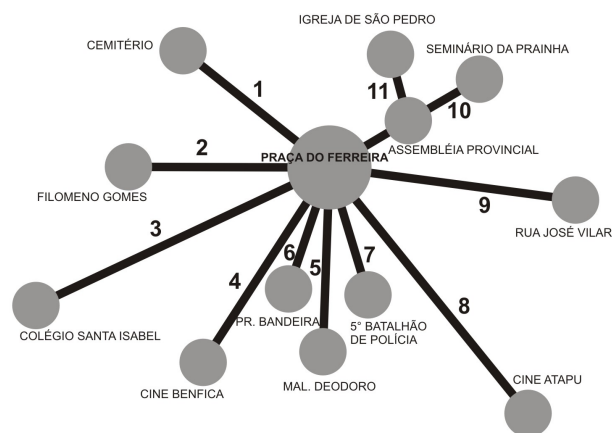 IGREJA DE SÃO PEDRO
CEMITÉRIO
SEMINÁRIO DA PRAINHA
1
11
10
2
PRAÇA DO FERREIRA
ASSEMBLÉIA PROVINCIAL
FILOMENO GOMES
3
9
RUA JOSÉ VILAR
4
6
5
7
8
PR. BANDEIRA
5° BATALHÃO
DE POLÍCIA
COLÉGIO SANTA ISABEL
CINE BENFICA
MAL. DEODORO
CINE ATAPU